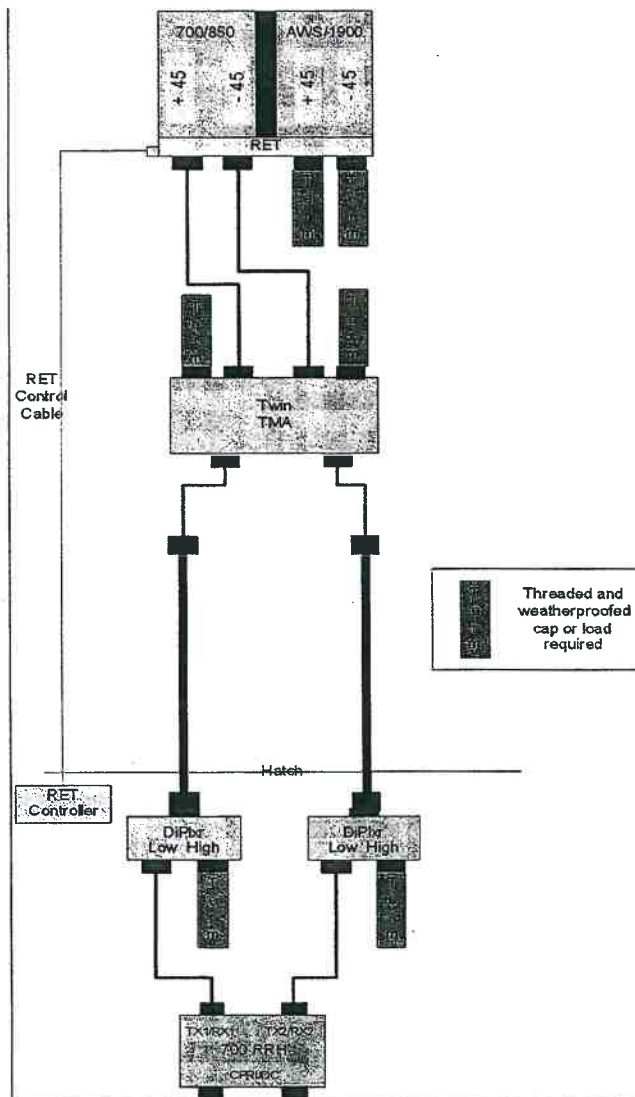 700/850 AWS/1900
+45 -45 +45 -45
RET
RET
Control
Cable
Twin
TMA
Threaded and
weatherproofed
cap or load
required
Hatch
RET
Controller
DiPlxr
Low High
DiPlxr
Low High
TX1/RX1 TX2/RX2
700 RRH
CPRI/DC